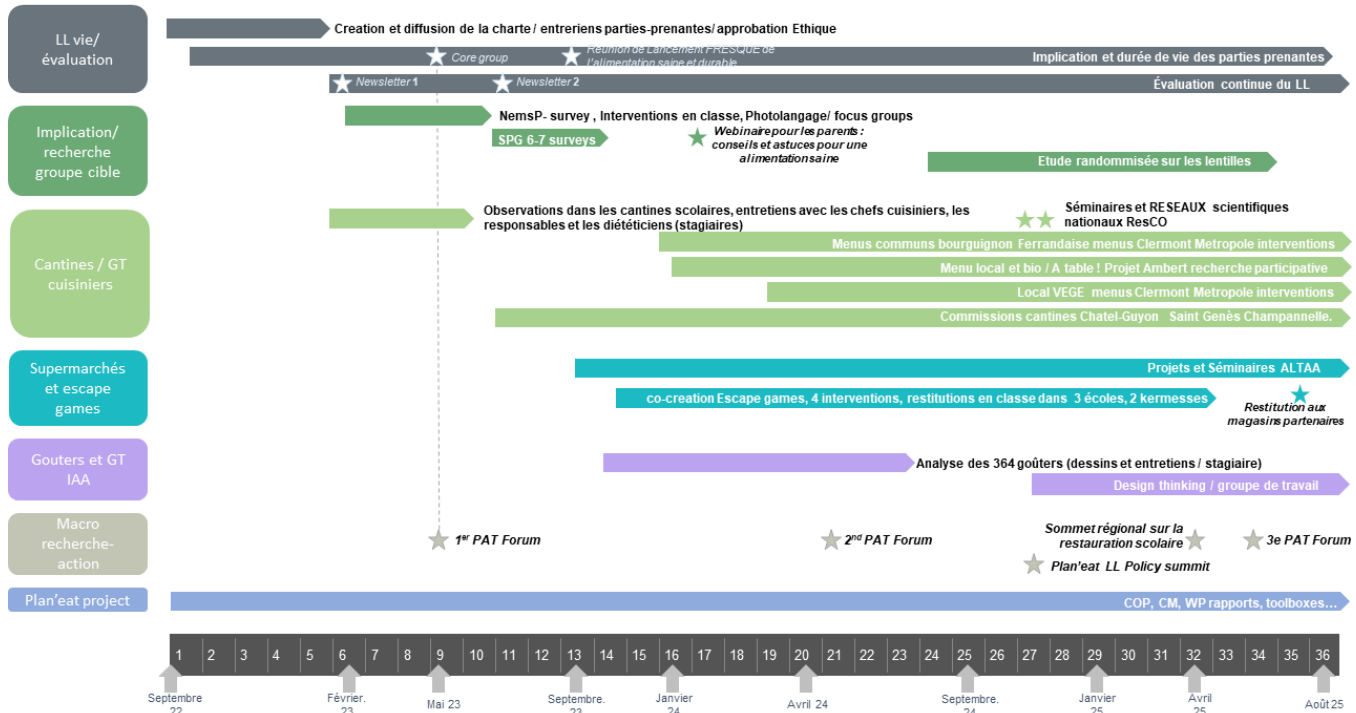 LL vie/
évaluation
Creation et diffusion de la charte / entreriens parties-prenantes/ approbation Ethique
Core group
Réunion de Lancement FRESQUE de
l'alimentation saine et durable
Implication et durée de vie des parties prenantes
Newsletter 1
Newsletter 2
Évaluation continue du LL
Implication/
recherche
groupe cible
NemsP- survey , Interventions en classe, Photolangage/ focus groups
SPG 6-7 surveys
Webinaire pour les parents :
conseils et astuces pour une
alimentation saine
Etude randommisée sur les lentilles
Cantines / GT
cuisiniers
Observations dans les cantines scolaires, entretiens avec les chefs cuisiniers, les
responsables et les diététiciens (stagiaires)
Séminaires et RESEAUX scientifiques
nationaux ResCO
Menus communs bourguignon Ferrandaise menus Clermont Metropole interventions
Menu local et bio / A table ! Projet Ambert recherche participative
Local VEGE menus Clermont Metropole interventions
Commissions cantines Chatel-Guyon Saint Genès Champannelle.
Supermarchés
et escape
games
Projets et Séminaires ALTAA
co-creation Escape games, 4 interventions, restitutions en classe dans 3 écoles, 2 kermesses
Restitution aux
magasins partenaires
Gouters et GT
IAA
Analyse des 364 goûters (dessins et entretiens / stagiaire)
Design thinking / groupe de travail
Macro
recherche-
action
1er PAT Forum
2nd PAT Forum
Sommet régional sur la
restauration scolaire
3e PAT Forum
Plan'eat LL Policy summit
Plan'eat project
COP, CM, WP rapports, toolboxes...
1 2 3 4 5 6 7 8 9 10 11 12 13 14 15 16 17 18 19 20 21 22 23 24 25 26 27 28 29 30 31 32 33 34 35 36
Septembre
22
Février.
23
Mai 23
Septembre.
23
Janvier
24
Avril 24
Septembre.
24
Janvier
25
Avril
25
Août 25